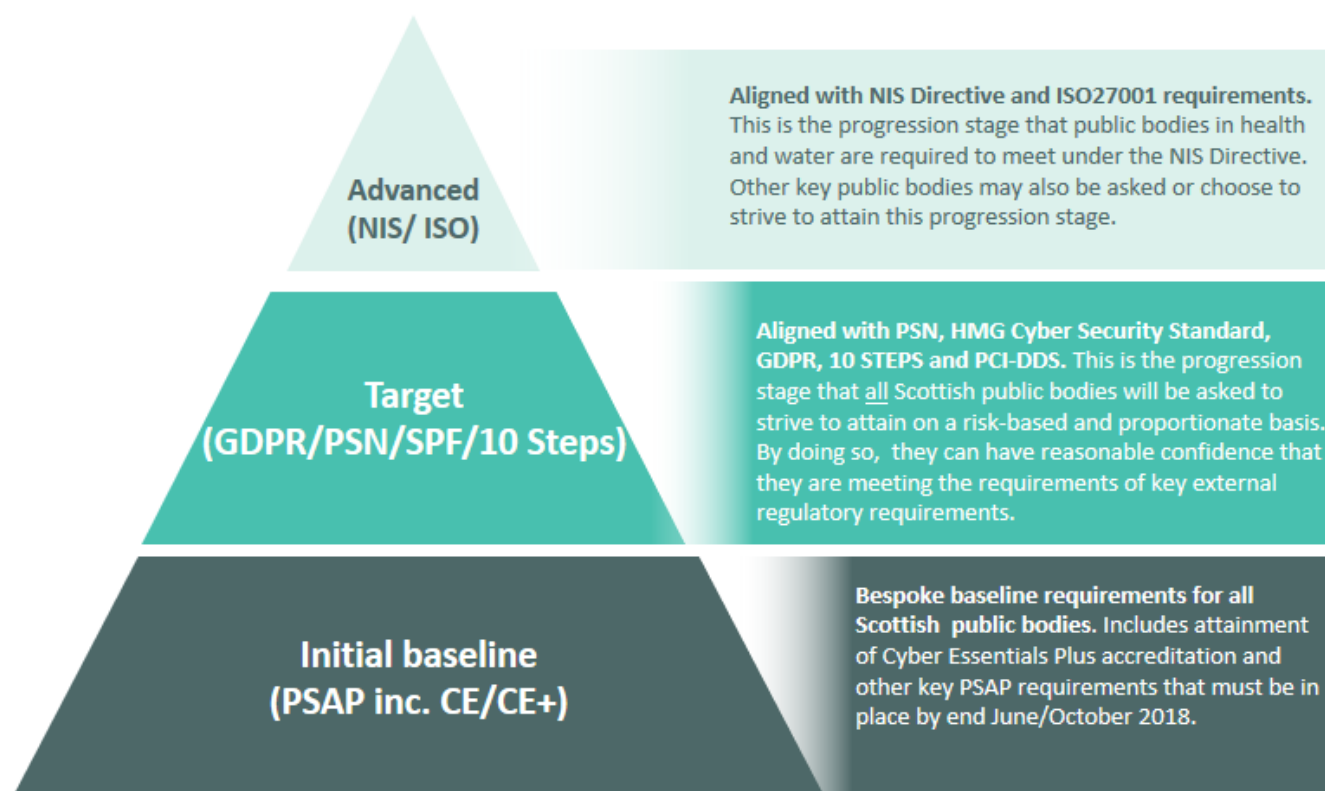 Advanced
(NIS/ ISO)
Aligned with NIS Directive and ISO27001 requirements.
This is the progression stage that public bodies in health
and water are required to meet under the NIS Directive.
Other key public bodies may also be asked or choose to
strive to attain this progression stage.
Target
(GDPR/PSN/SPF/10 Steps)
Aligned with PSN, HMG Cyber Security Standard,
GDPR, 10 STEPS and PCI-DDS. This is the progression
stage that all Scottish public bodies will be asked to
strive to attain on a risk-based and proportionate basis.
By doing so, they can have reasonable confidence that
they are meeting the requirements of key external
regulatory requirements.
Initial baseline
(PSAP inc. CE/CE+)
Bespoke baseline requirements for all
Scottish public bodies. Includes attainment
of Cyber Essentials Plus accreditation and
other key PSAP requirements that must be in
place by end June/October 2018.